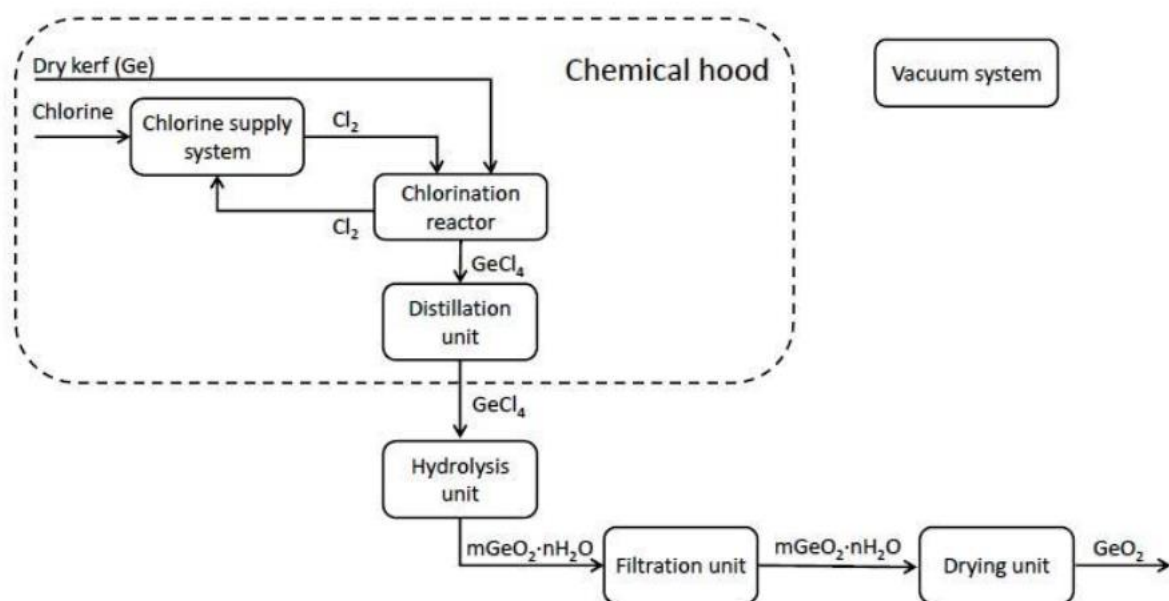 Dry kerf (Ge)
Chemical hood
Vacuum system
Chlorine
Chlorine supply
system
Cl₂
Chlorination
reactor
Cl₂
GeCl₄
Distillation
unit
GeCl₄
Hydrolysis
unit
mGeO₂·nH₂O
Filtration unit
mGeO₂·nH₂O
Drying unit
GeO₂